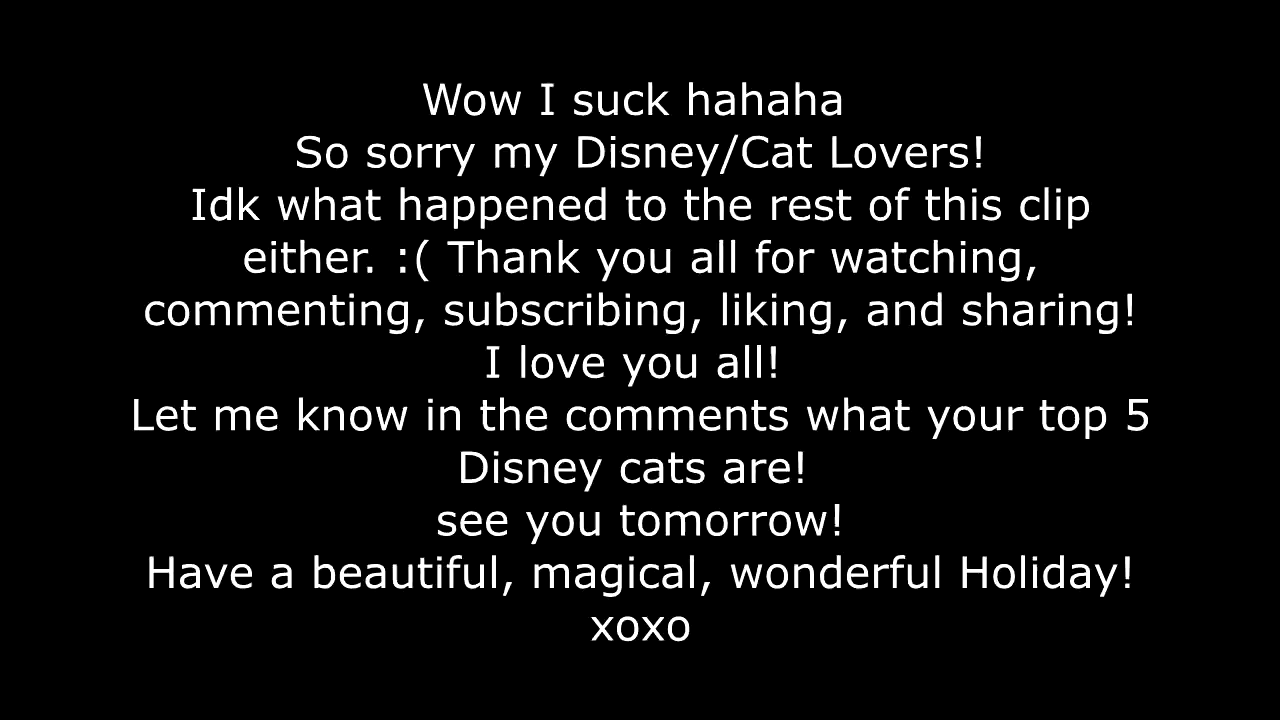 Wow I suck hahaha
So sorry my Disney/Cat Lovers!
Idk what happened to the rest of this clip
either. :( Thank you all for watching,
commenting, subscribing, liking, and sharing!
I love you all!
Let me know in the comments what your top 5
Disney cats are!
see you tomorrow!
Have a beautiful, magical, wonderful Holiday!
xoxo